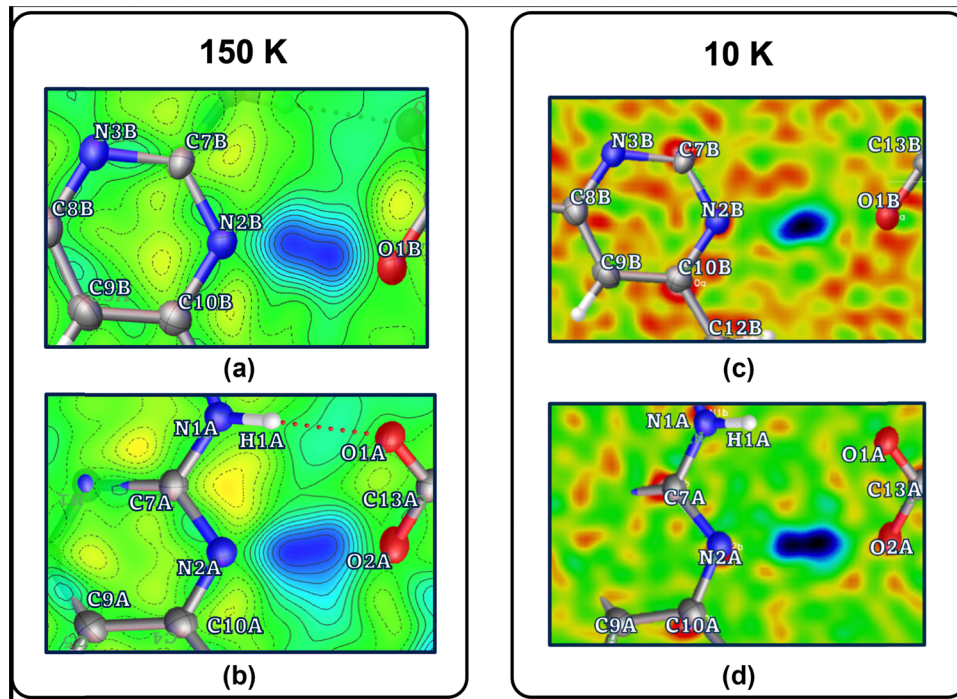 150 K
N3B
C7B
C8B
N2B
O1B
C9B
C10B
(a)
N1A
H1A
O1A
C7A
C13A
O2A
N2A
C9A
C10A
(b)
10 K
N3B
C7B
C13B
C8B
O1B
N2B
C9B
C10B
C12B
(c)
N1A
H1A
O1A
C7A
C13A
N2A
O2A
C9A
C10A
(d)